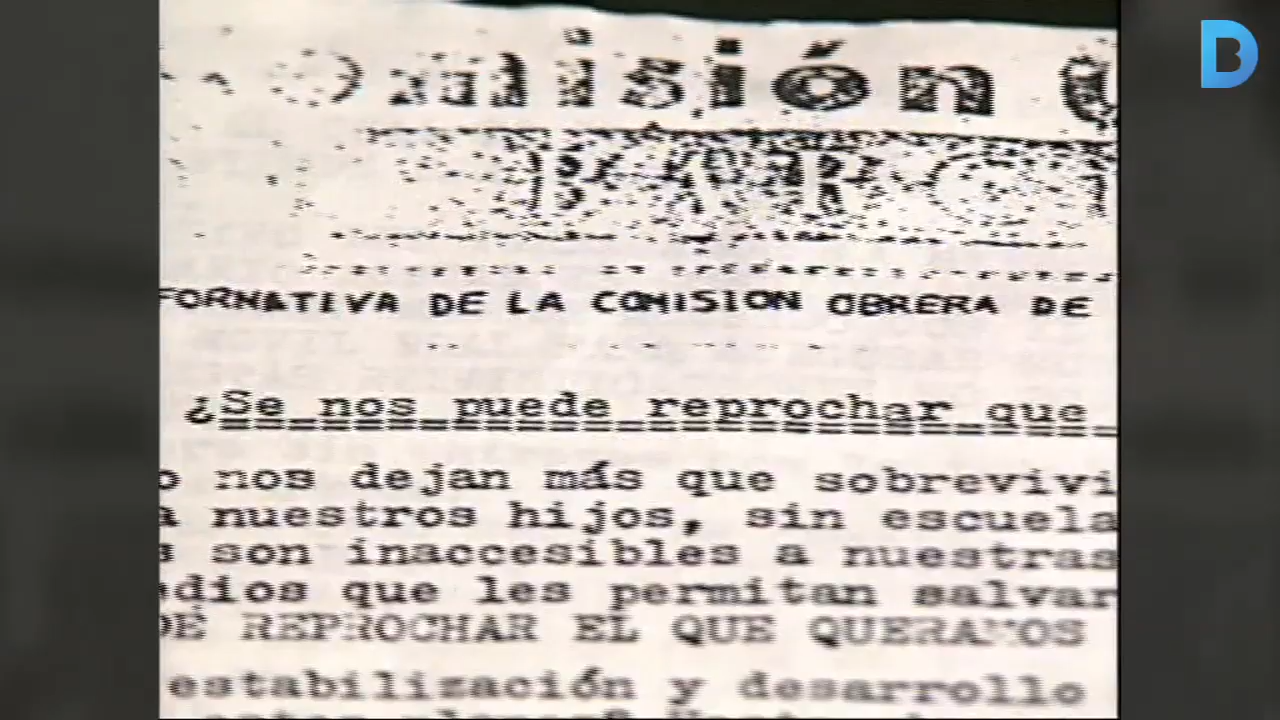 misión
FORMATIVA DE LA COMISION OBRERA DE
¿Se nos puede reprochar que
o nos dejan más que sobrevivi
a nuestros hijos, sin escuela
s son inaccesibles a nuestras
dios que les permitan salvar
DE REPROCHAR EL QUE QUERAMOS
estabilización y desarrollo